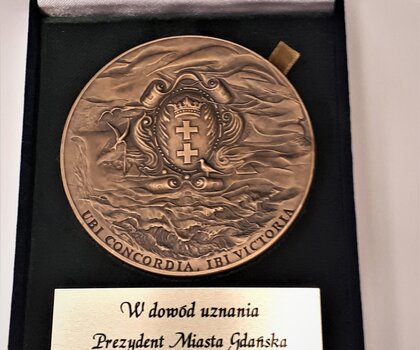 UBI CONCORDIA, IBI VICTORIA
W dowód uznania
Prezydent Miasta Gdańska